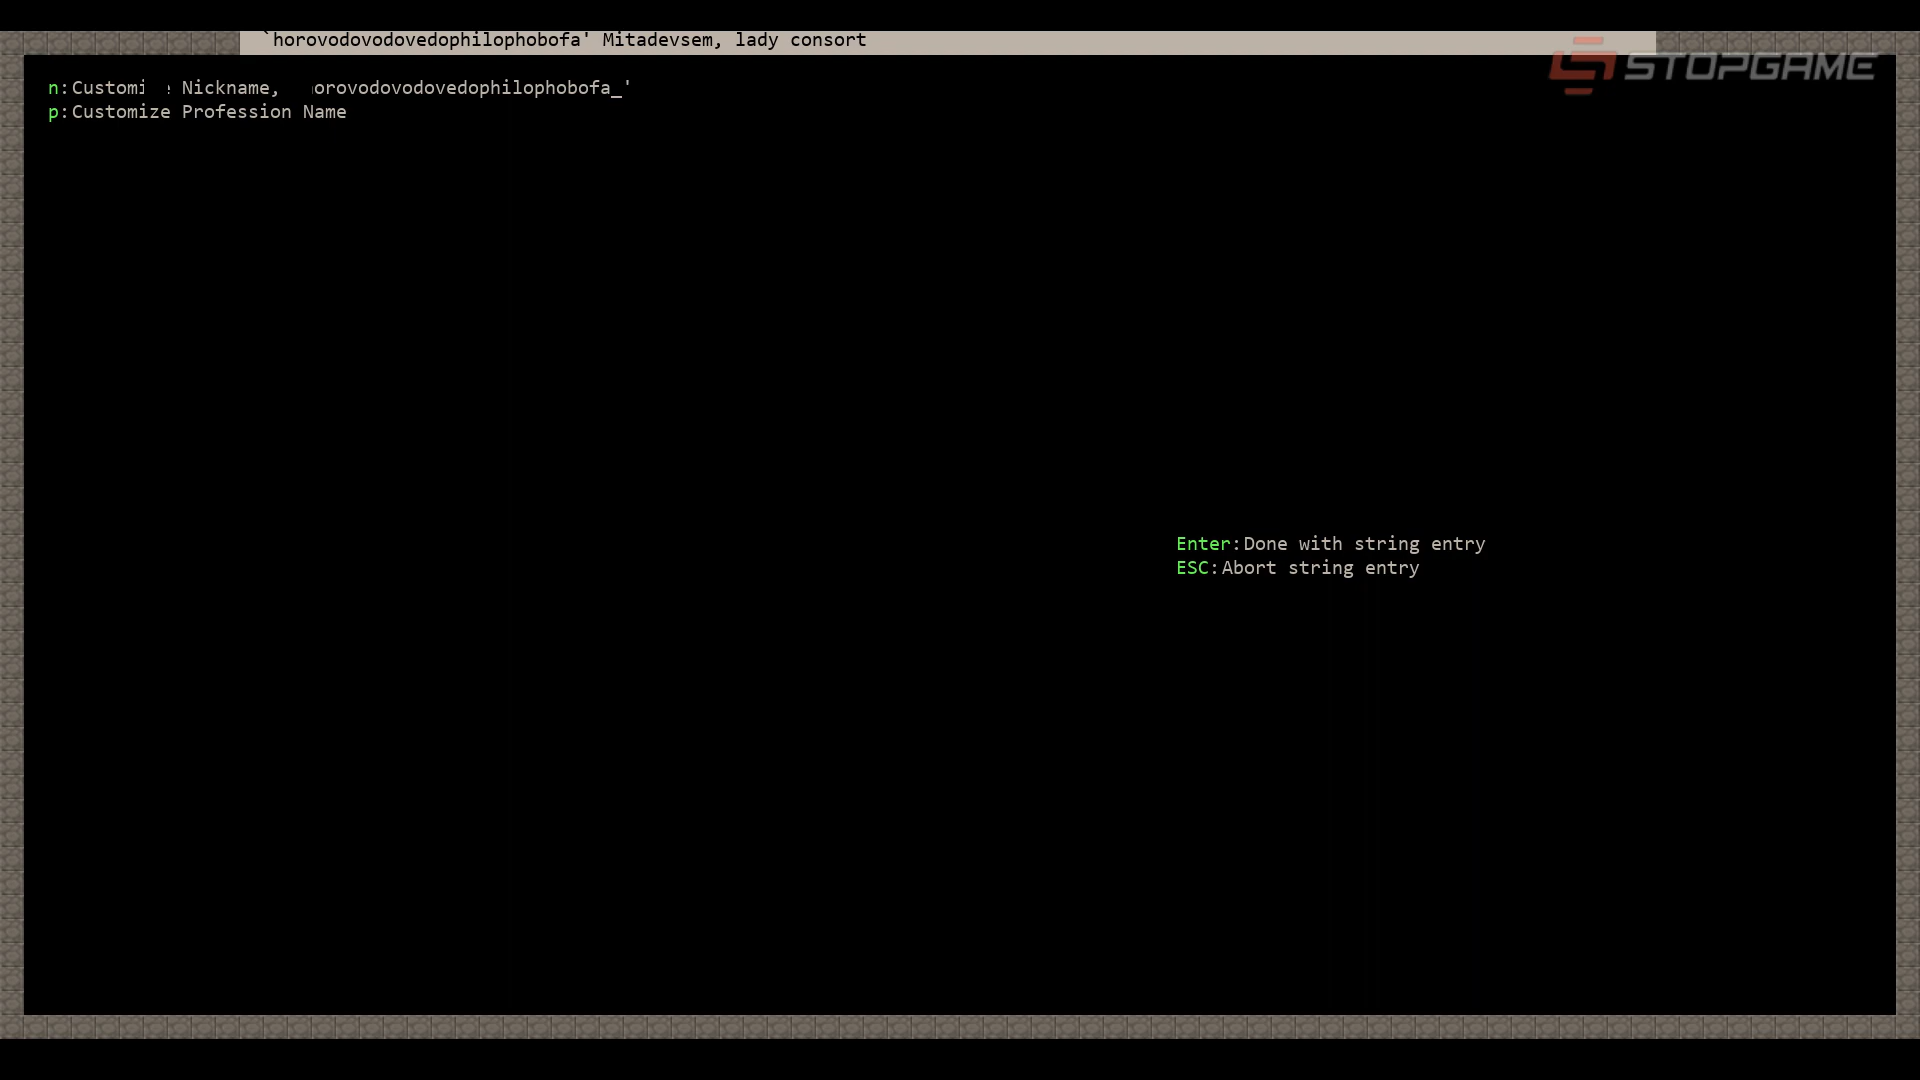 `horovodovodovedophilophobofa' Mitadevsem, lady consort
STOPGAME
n:Customi e Nickname, orovodovodovedophilophobofa_'
p:Customize Profession Name
Enter:Done with string entry
ESC:Abort string entry